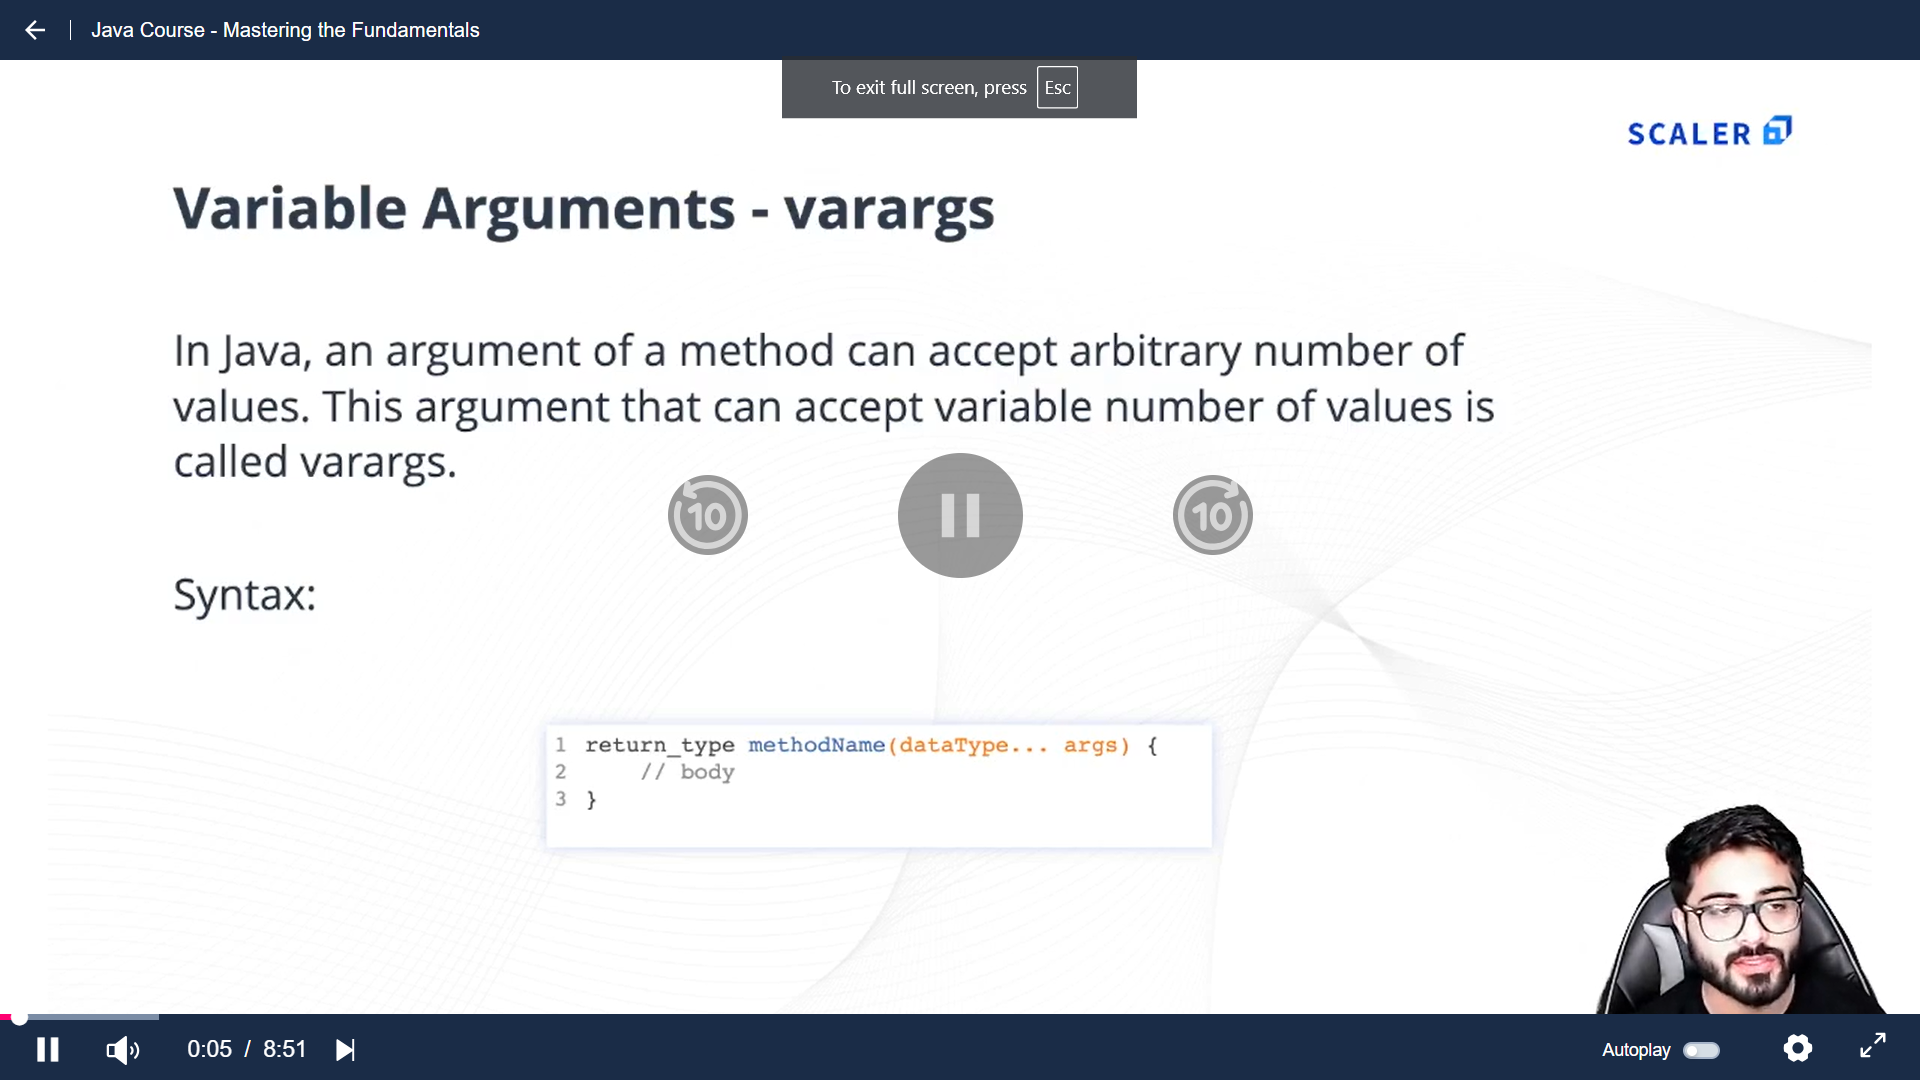 Java Course - Mastering the Fundamentals
To exit full screen, press Esc
SCALER
Variable Arguments - varargs
In Java, an argument of a method can accept arbitrary number of
values. This argument that can accept variable number of values is
called varargs.
10
10
Syntax:
1 return_type methodName(dataType... args) {
2 // body
3 }
0:05 / 8:51
Autoplay